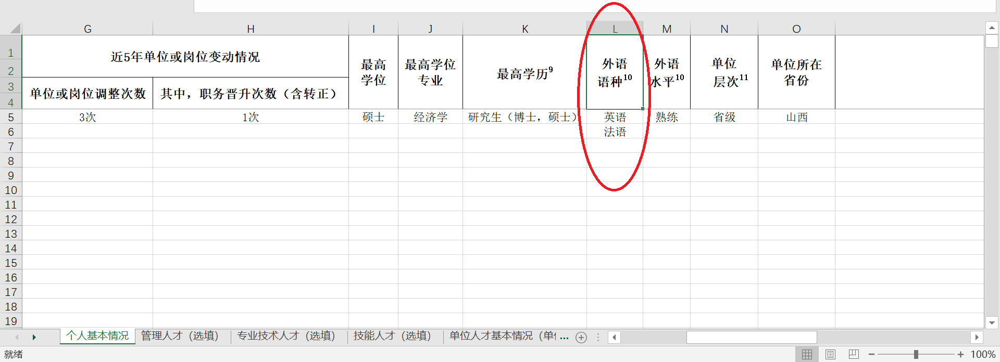 G H I J K L M N O
1
2
3
4
近5年单位或岗位变动情况
单位或岗位调整次数
其中，职务晋升次数（含转正）
最高
学位
最高学位
专业
最高学历9
外语
语种10
外语
水平10
单位
层次11
单位所在
省份
5 3次 1次 硕士 经济学 研究生（博士，硕士） 英语 熟练 省级 山西
6 法语
7
8
9
10
11
12
13
14
15
16
17
18
19
个人基本情况 管理人才（选填） 专业技术人才（选填） 技能人才（选填） 单位人才基本情况（单 ...
就绪 100%